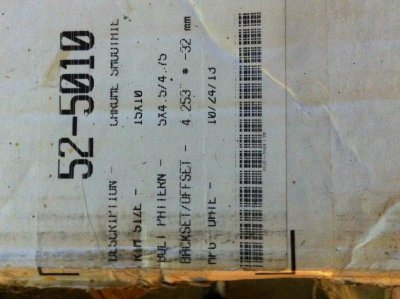 52-5010
DESCRIPTION - CHROME SMOOTHIE
RIM SIZE - 15X10
BOLT PATTERN - 5X4.5/4.75
BACKSET/OFFSET - 4.253" * -32 mm
MFG DATE - 10/24/13